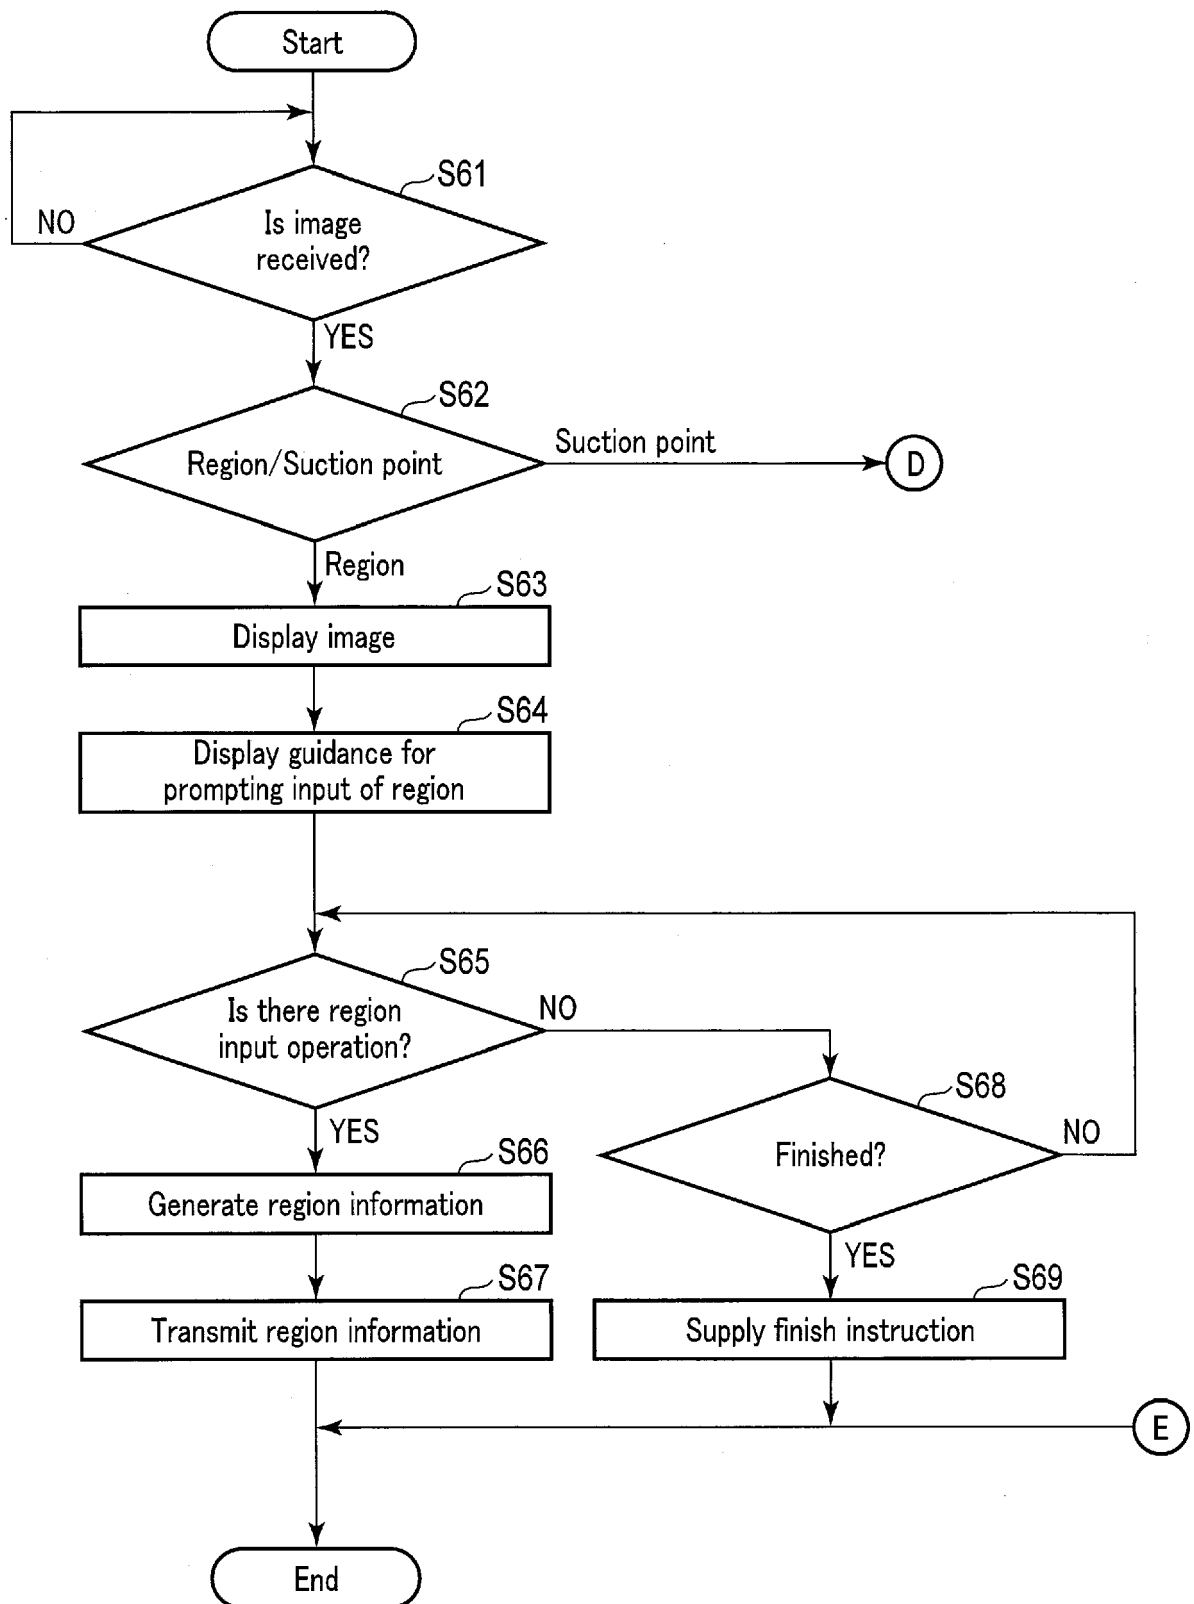 Start
S61
NO
Is image
received?
YES
S62
Region/Suction point
Suction point
D
Region
S63
Display image
S64
Display guidance for
prompting input of region
S65
Is there region
input operation?
NO
S68
Finished?
NO
YES
S66
Generate region information
YES
S67
Transmit region information
S69
Supply finish instruction
E
End